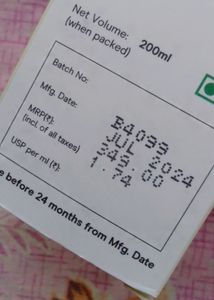 Net Volume: 200ml
(when packed)
Batch No: B4099
Mfg. Date: JUL 2024
MRP(₹): 349.00
(incl. of all taxes)
USP per ml (₹): 1.74
e before 24 months from Mfg. Date